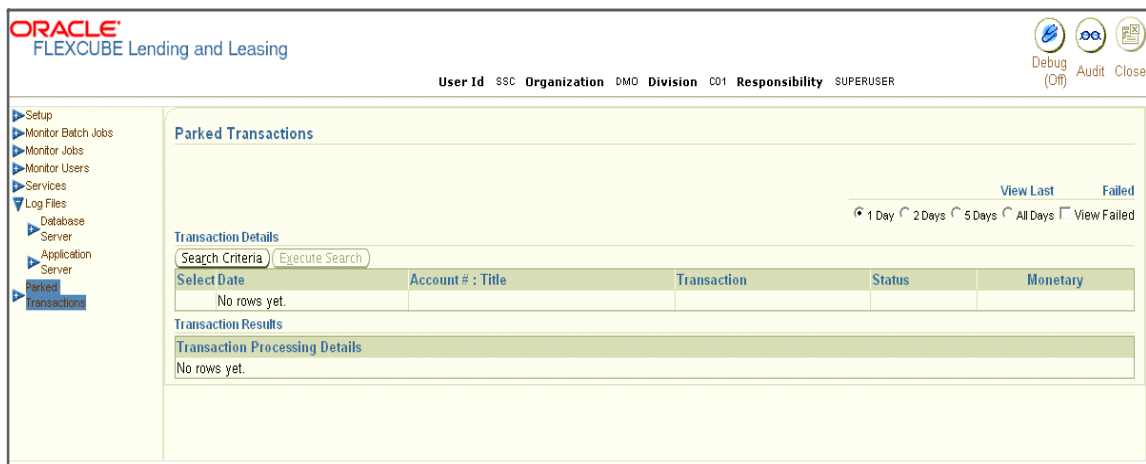 ORACLE®
FLEXCUBE Lending and Leasing
Debug (Off)
Audit
Close
User Id SSC Organization DMO Division C01 Responsibility SUPERUSER
Setup
Monitor Batch Jobs
Monitor Jobs
Monitor Users
Services
Log Files
Database
Server
Application
Server
Parked
Transactions
Parked Transactions
View Last Failed
1 Day 2 Days 5 Days All Days View Failed
Transaction Details
Search Criteria Execute Search
Select Date Account # : Title Transaction Status Monetary
No rows yet.
Transaction Results
Transaction Processing Details
No rows yet.